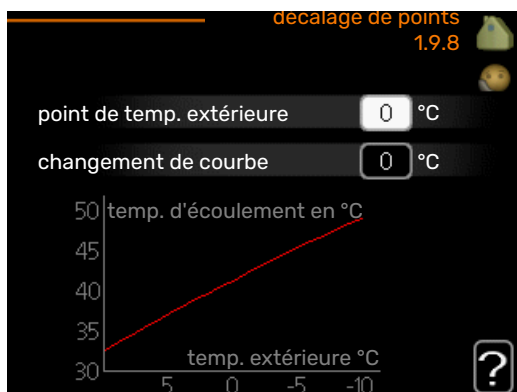 décalage de points
1.9.8
point de temp. extérieure 0 °C
changement de courbe 0 °C
50 temp. d'écoulement en °C
45
40
35
30
temp. extérieure °C
5 0 -5 -10
?